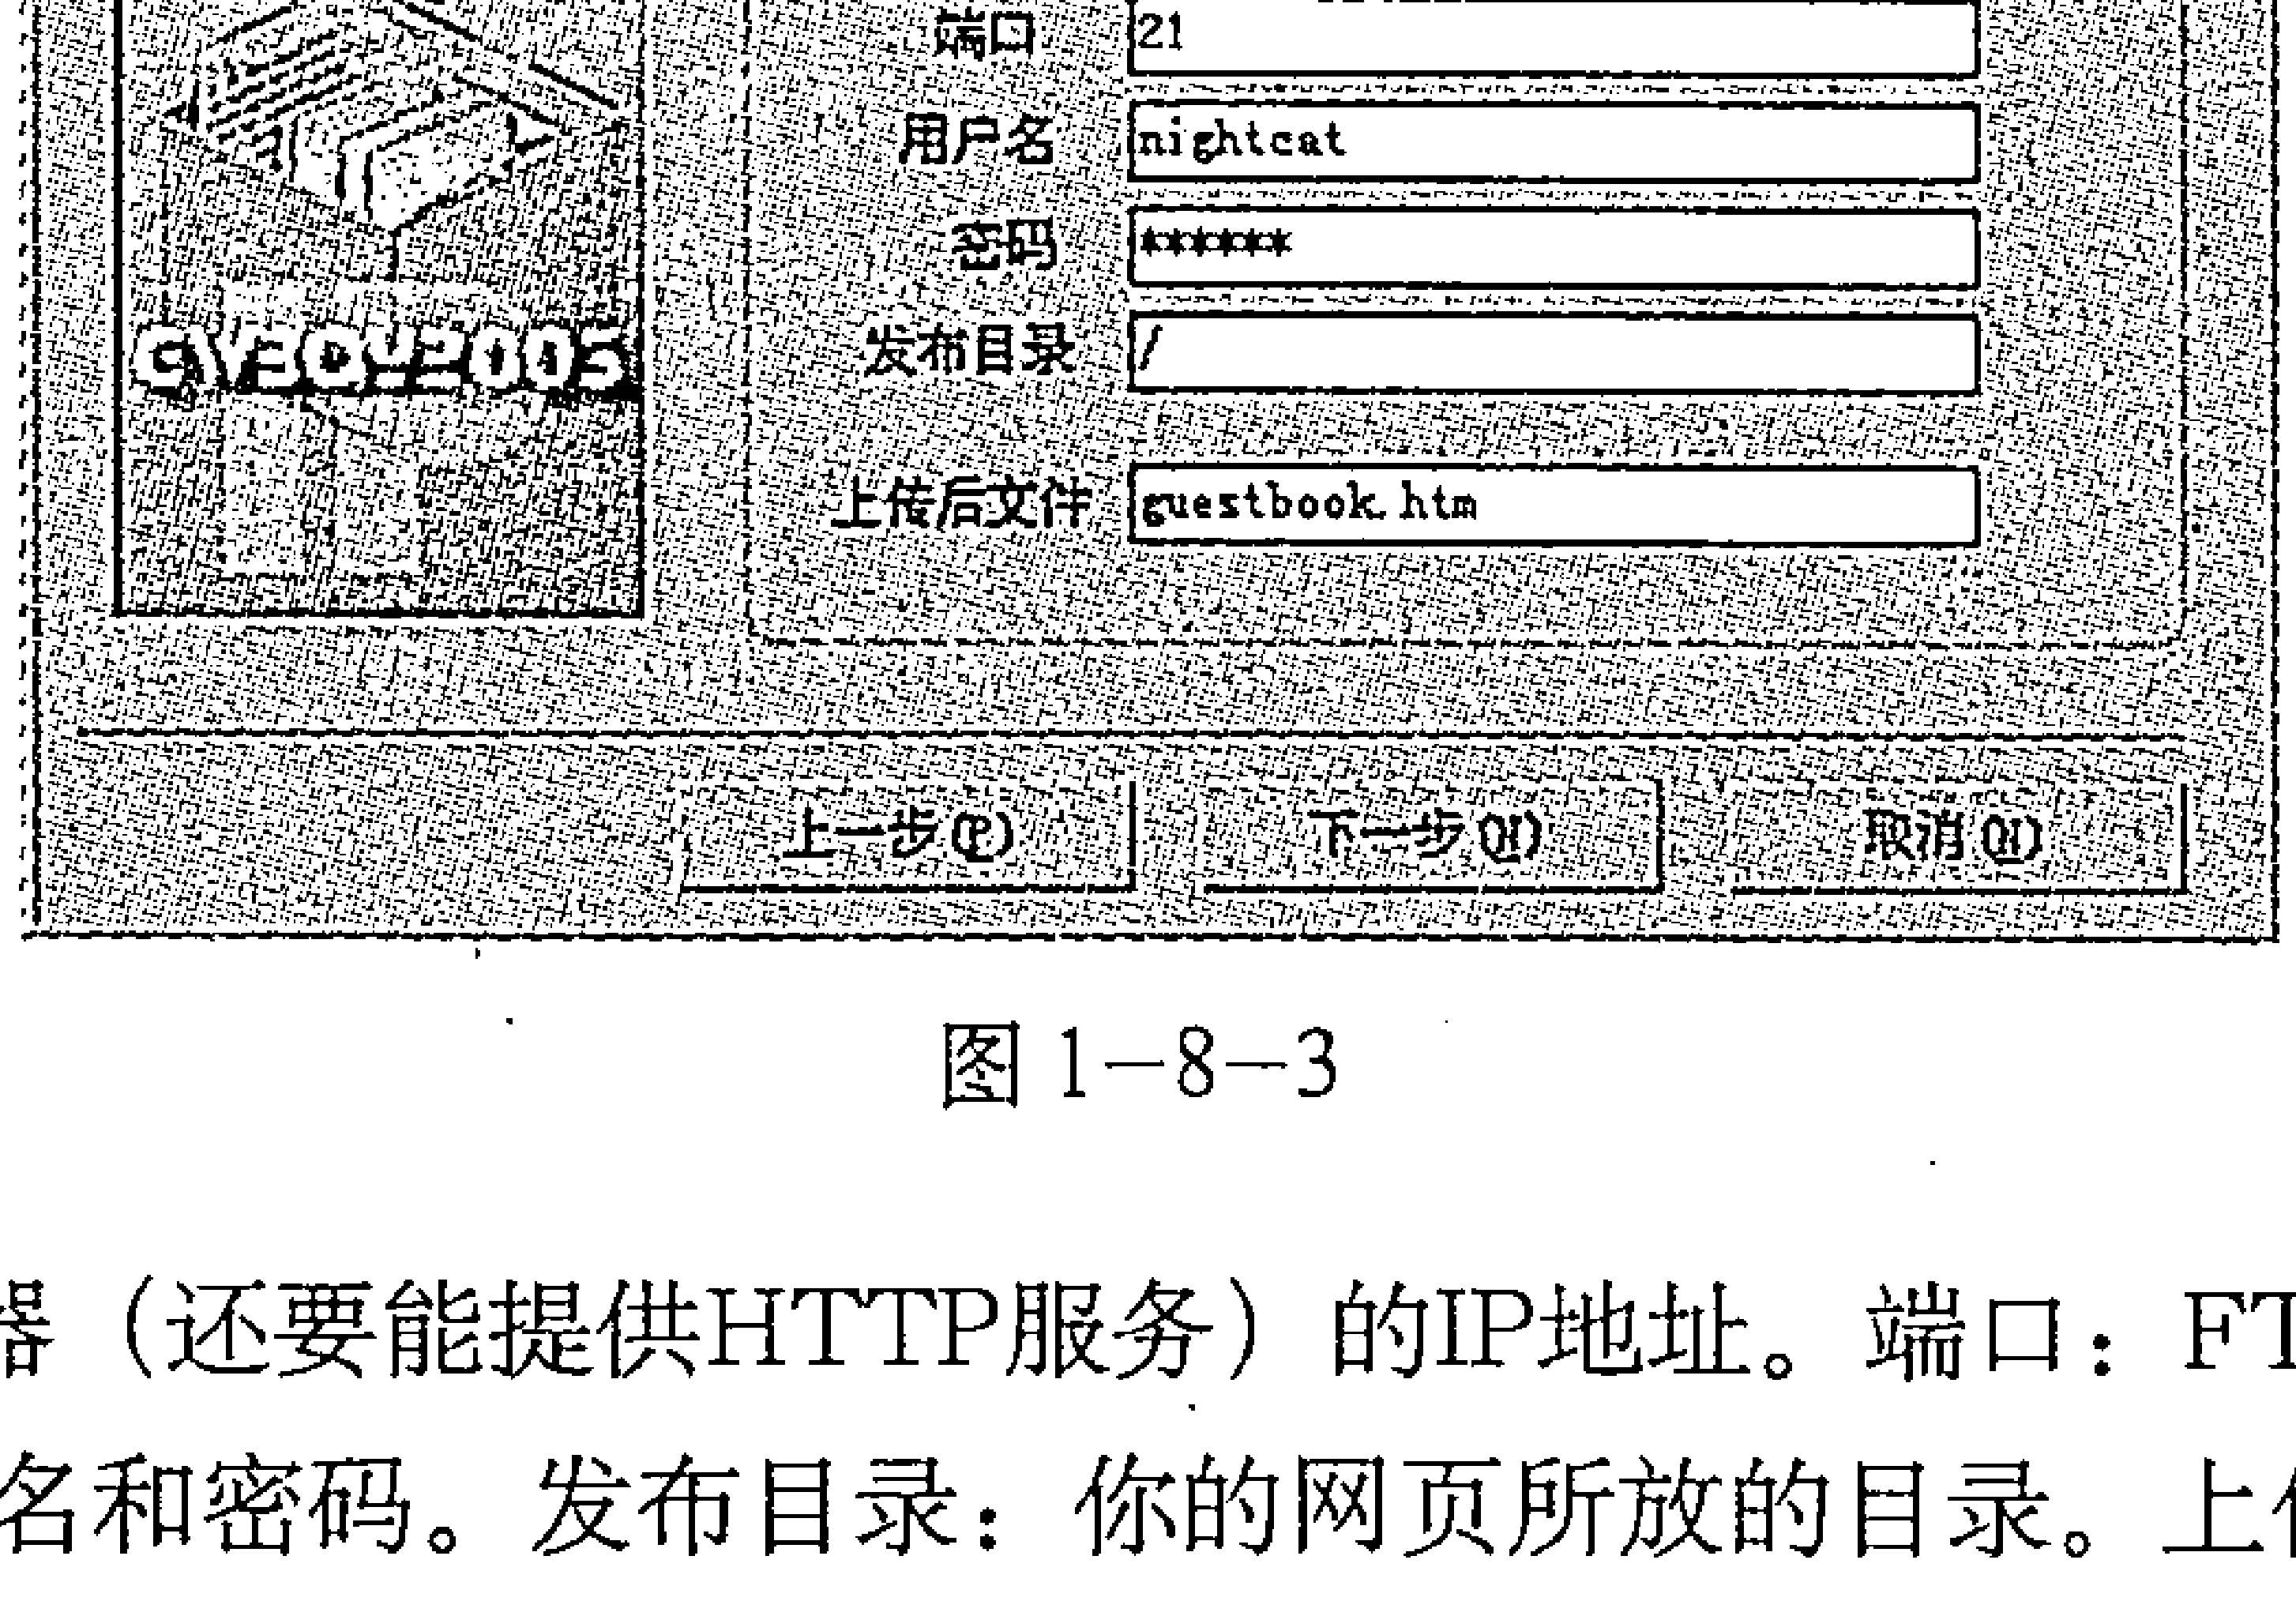 端口 21
用户名 nightcat
密码 ******
发布目录 /
上传后文件 guestbook.htm
上一步(P) 下一步(N) 取消
图 1-8-3
器（还要能提供HTTP服务）的IP地址。端口：FT
名和密码。发布目录：你的网页所放的目录。上